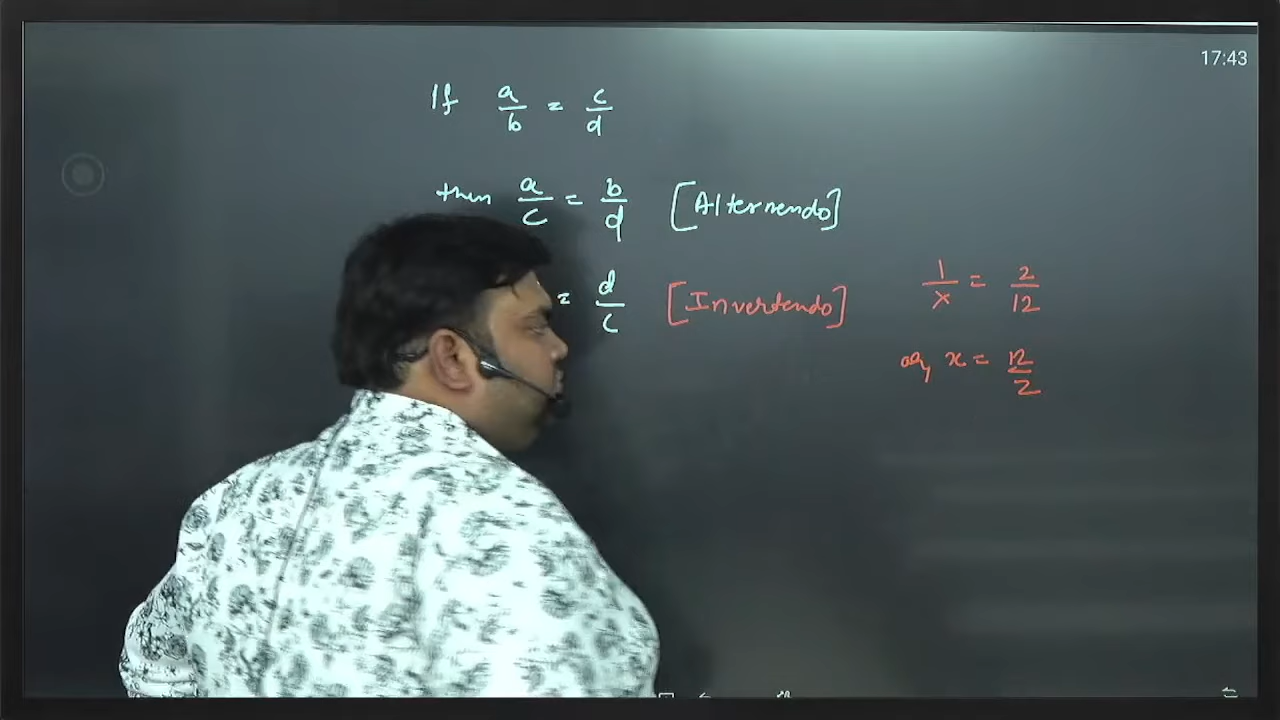 17:43
If a/b = c/d
then a/c = b/d [Alternendo]
= d/c [Invertendo]
1/x = 2/12
or, x = 12/2